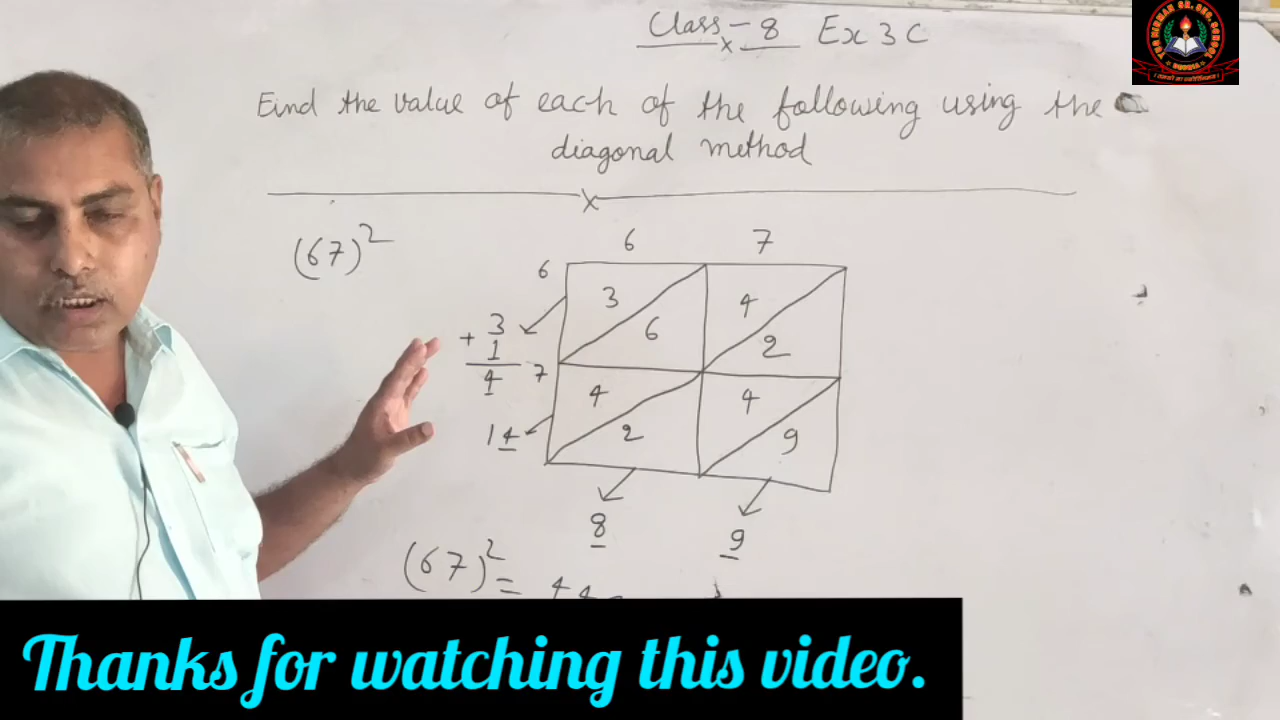 Class - 8 Ex 3 C
Find the value of each of the following using the
diagonal method
x
(67)²
6 7
6
3 4
6 2
+ 3
1
4
7
4 4
2 9
14
8 9
(67)² = 44
Thanks for watching this video.